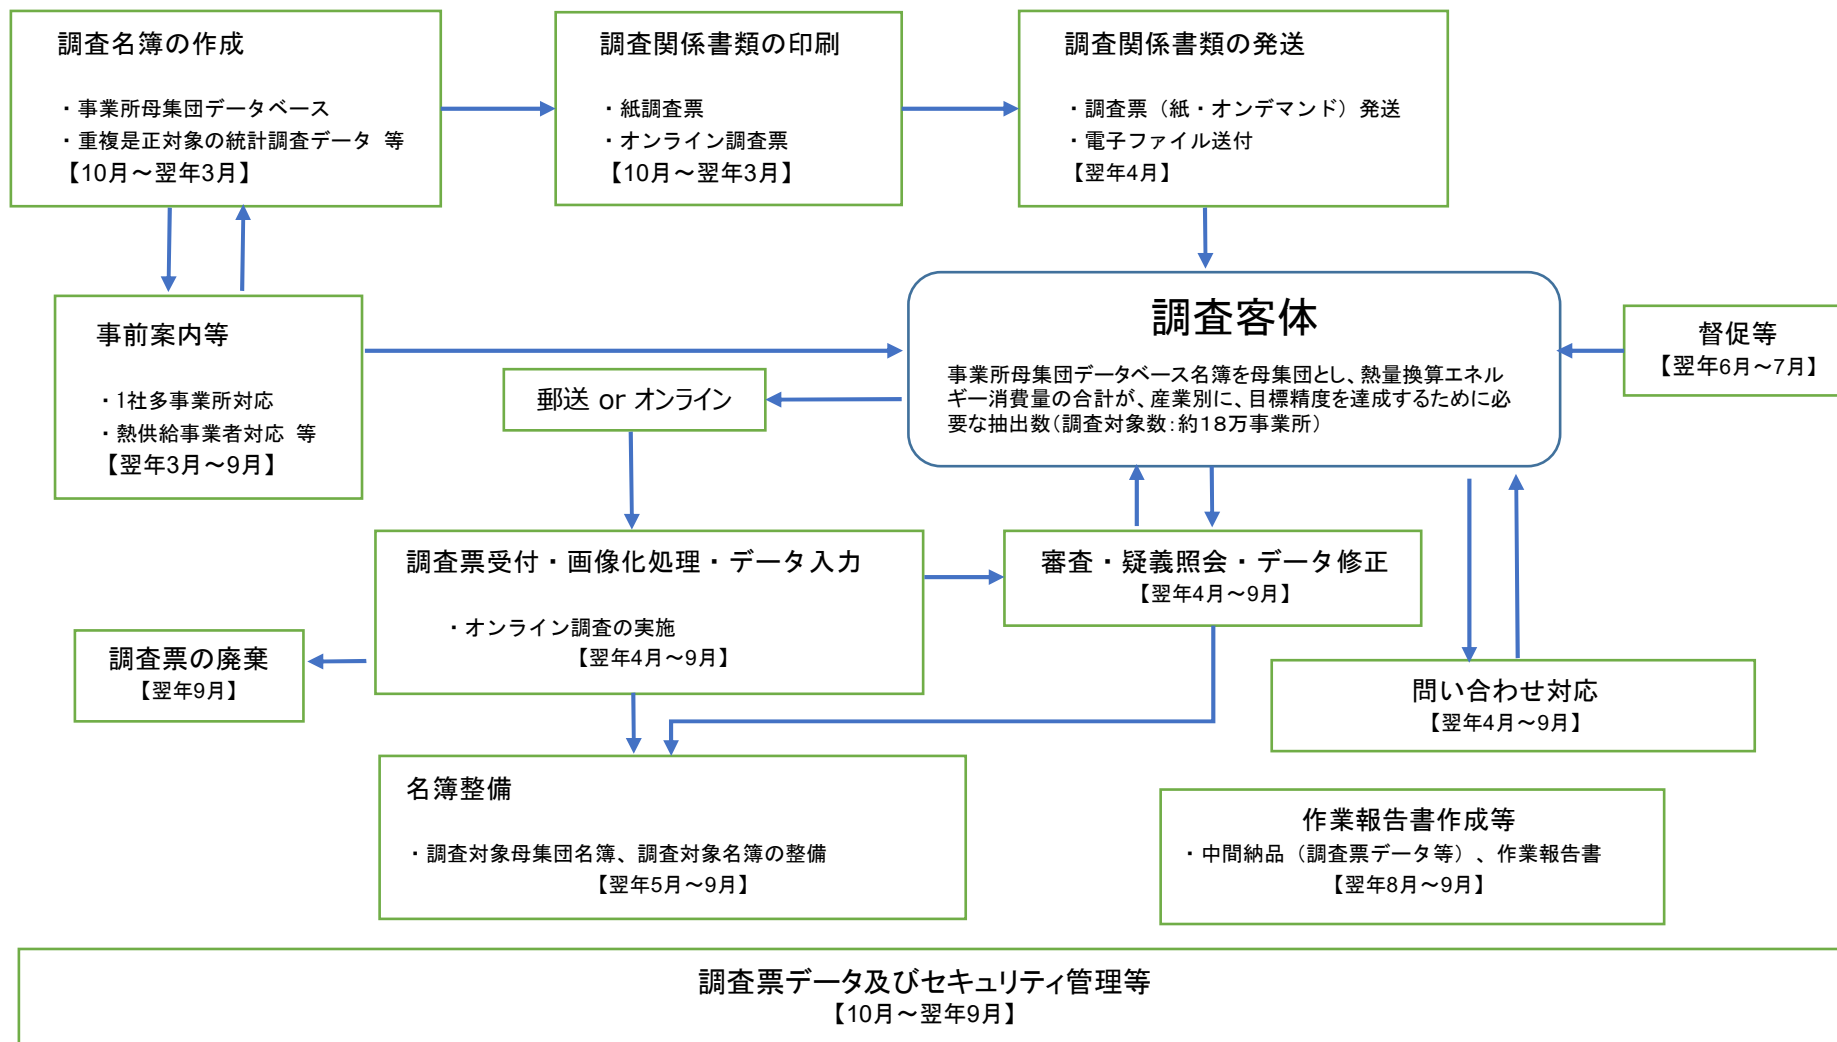 調査名簿の作成
・事業所母集団データベース
・重複是正対象の統計調査データ 等
【10月～翌年3月】
調査関係書類の印刷
・紙調査票
・オンライン調査票
【10月～翌年3月】
調査関係書類の発送
・調査票（紙・オンデマンド）発送
・電子ファイル送付
【翌年4月】
事前案内等
・1社多事業所対応
・熱供給事業者対応 等
【翌年3月～9月】
調査客体
事業所母集団データベース名簿を母集団とし、熱量換算エネル
ギー消費量の合計が、産業別に、目標精度を達成するために必
要な抽出数（調査対象数：約１８万事業所）
督促等
【翌年6月～7月】
郵送 or オンライン
調査票受付・画像化処理・データ入力
・オンライン調査の実施
【翌年4月～9月】
審査・疑義照会・データ修正
【翌年4月～9月】
調査票の廃棄
【翌年9月】
問い合わせ対応
【翌年4月～9月】
名簿整備
・調査対象母集団名簿、調査対象名簿の整備
【翌年5月～9月】
作業報告書作成等
・中間納品（調査票データ等）、作業報告書
【翌年8月～9月】
調査票データ及びセキュリティ管理等
【10月～翌年9月】